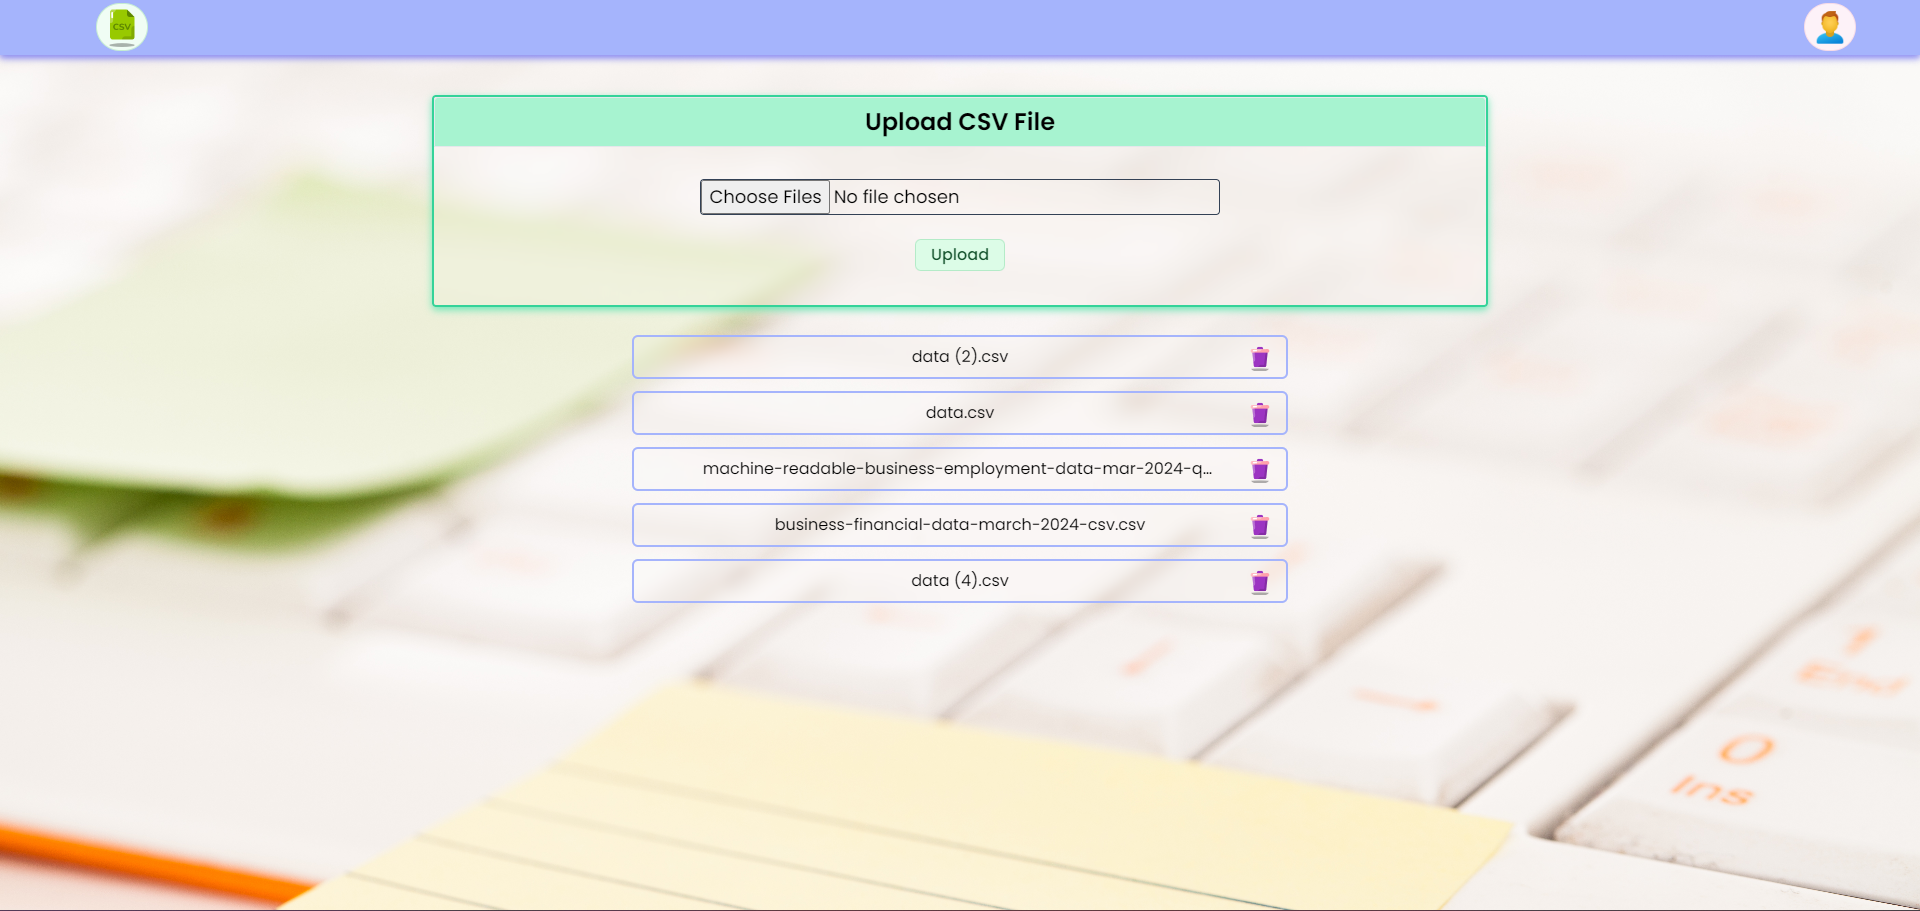 CSV
Upload CSV File
Choose Files No file chosen
Upload
data (2).csv
data.csv
machine-readable-business-employment-data-mar-2024-q...
business-financial-data-march-2024-csv.csv
data (4).csv
End
0
Ins